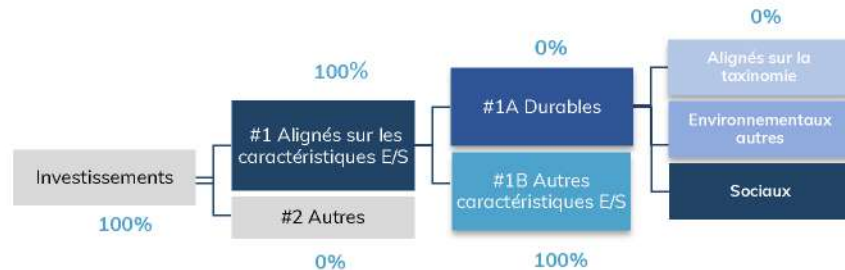 0%
0%
100%
Alignés sur la
taxinomie
#1A Durables
#1 Alignés sur les
caractéristiques E/S
Environnementaux
autres
Investissements
#1B Autres
caractéristiques E/S
Sociaux
#2 Autres
100%
0%
100%